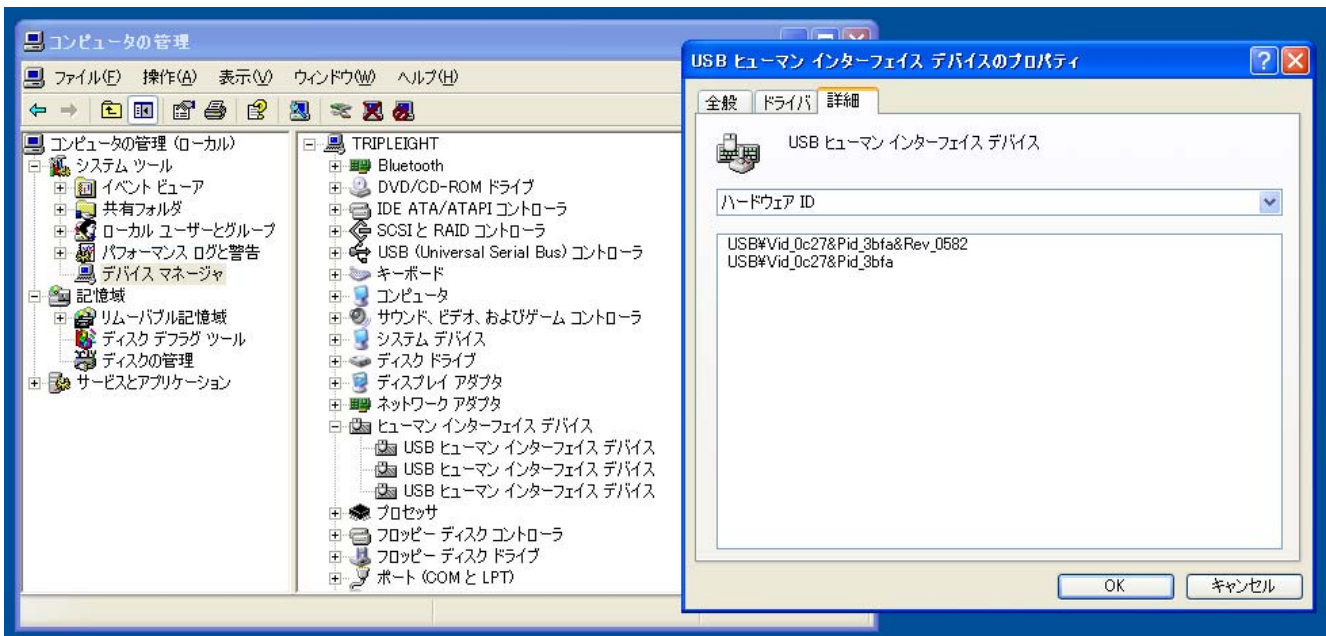 コンピュータの管理
ファイル(F) 操作(A) 表示(V) ウィンドウ(W) ヘルプ(H)
コンピュータの管理 (ローカル)
システム ツール
イベント ビューア
共有フォルダ
ローカル ユーザーとグループ
パフォーマンス ログと警告
デバイス マネージャ
記憶域
リムーバブル記憶域
ディスク デフラグ ツール
ディスクの管理
サービスとアプリケーション
TRIPLEIGHT
Bluetooth
DVD/CD-ROM ドライブ
IDE ATA/ATAPI コントローラ
SCSI と RAID コントローラ
USB (Universal Serial Bus) コントローラ
キーボード
コンピュータ
サウンド、ビデオ、およびゲーム コントローラ
システム デバイス
ディスク ドライブ
ディスプレイ アダプタ
ネットワーク アダプタ
ヒューマン インターフェイス デバイス
USB ヒューマン インターフェイス デバイス
USB ヒューマン インターフェイス デバイス
USB ヒューマン インターフェイス デバイス
プロセッサ
フロッピー ディスク コントローラ
フロッピー ディスク ドライブ
ポート (COM と LPT)
USB ヒューマン インターフェイス デバイスのプロパティ
全般 ドライバ 詳細
USB ヒューマン インターフェイス デバイス
ハードウェア ID
USB¥Vid_0c27&Pid_3bfa&Rev_0582
USB¥Vid_0c27&Pid_3bfa
OK キャンセル